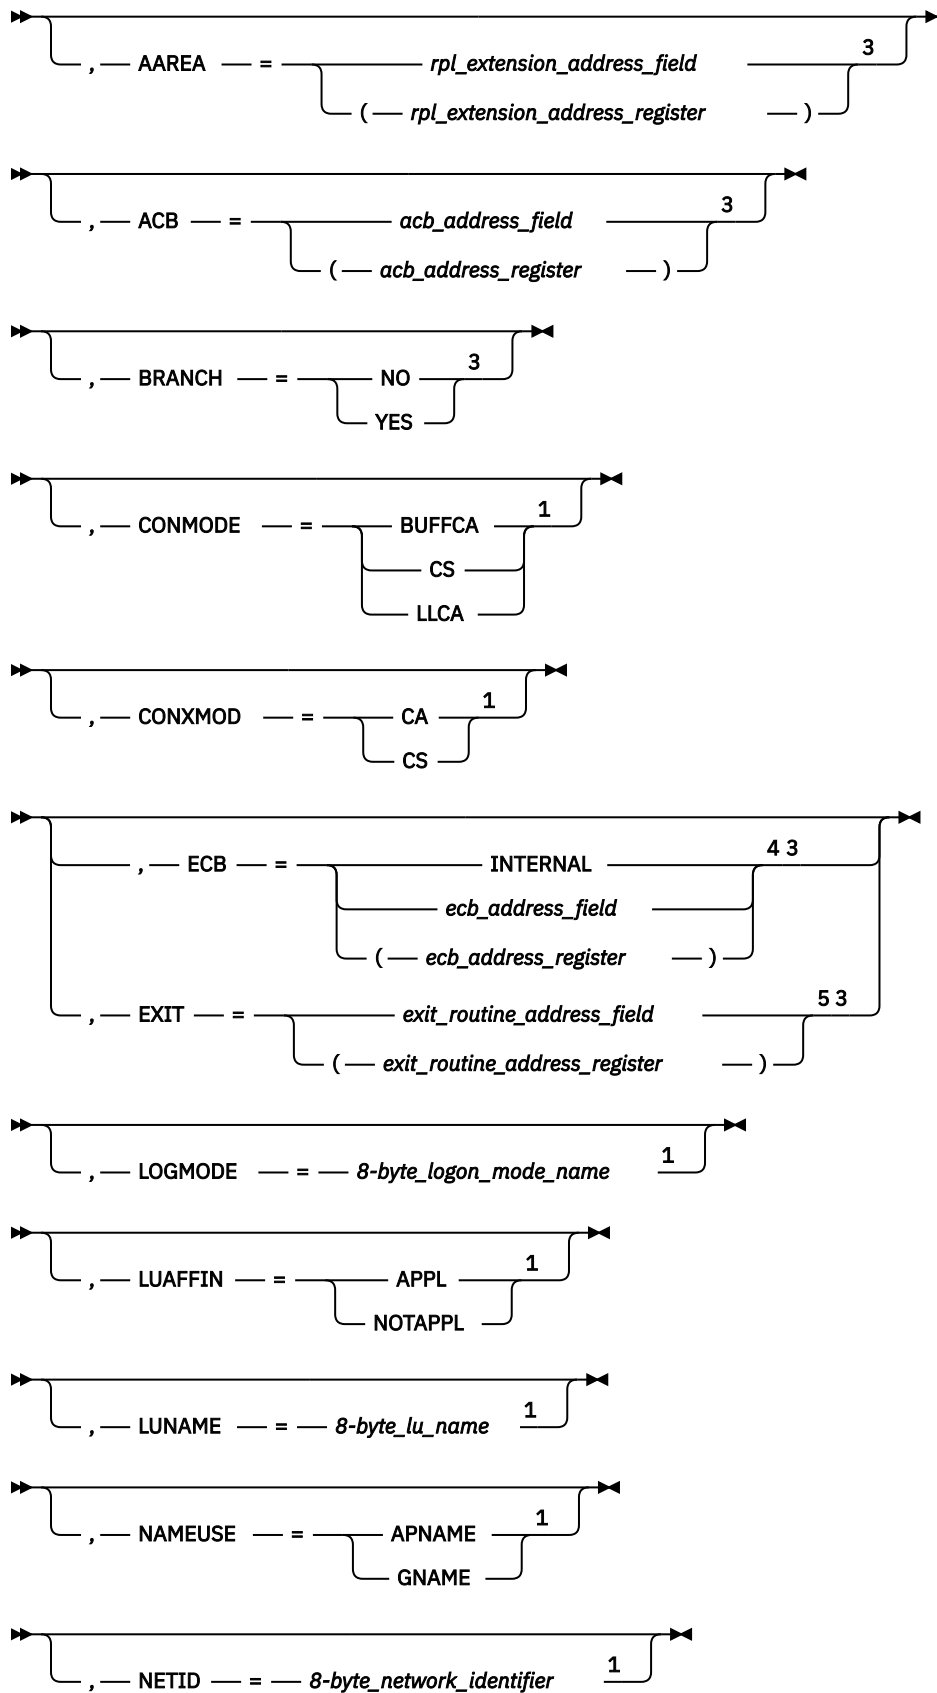 , AAREA = rpl_extension_address_field 3
( rpl_extension_address_register )
, ACB = acb_address_field 3
( acb_address_register )
, BRANCH = NO 3
YES
, CONMODE = BUFFCA 1
CS
LLCA
, CONXMOD = CA 1
CS
, ECB = INTERNAL 4 3
ecb_address_field
( ecb_address_register )
, EXIT = exit_routine_address_field 5 3
( exit_routine_address_register )
, LOGMODE = 8-byte_logon_mode_name 1
, LUAFFIN = APPL 1
NOTAPPL
, LUNAME = 8-byte_lu_name 1
, NAMEUSE = APNAME 1
GNAME
, NETID = 8-byte_network_identifier 1